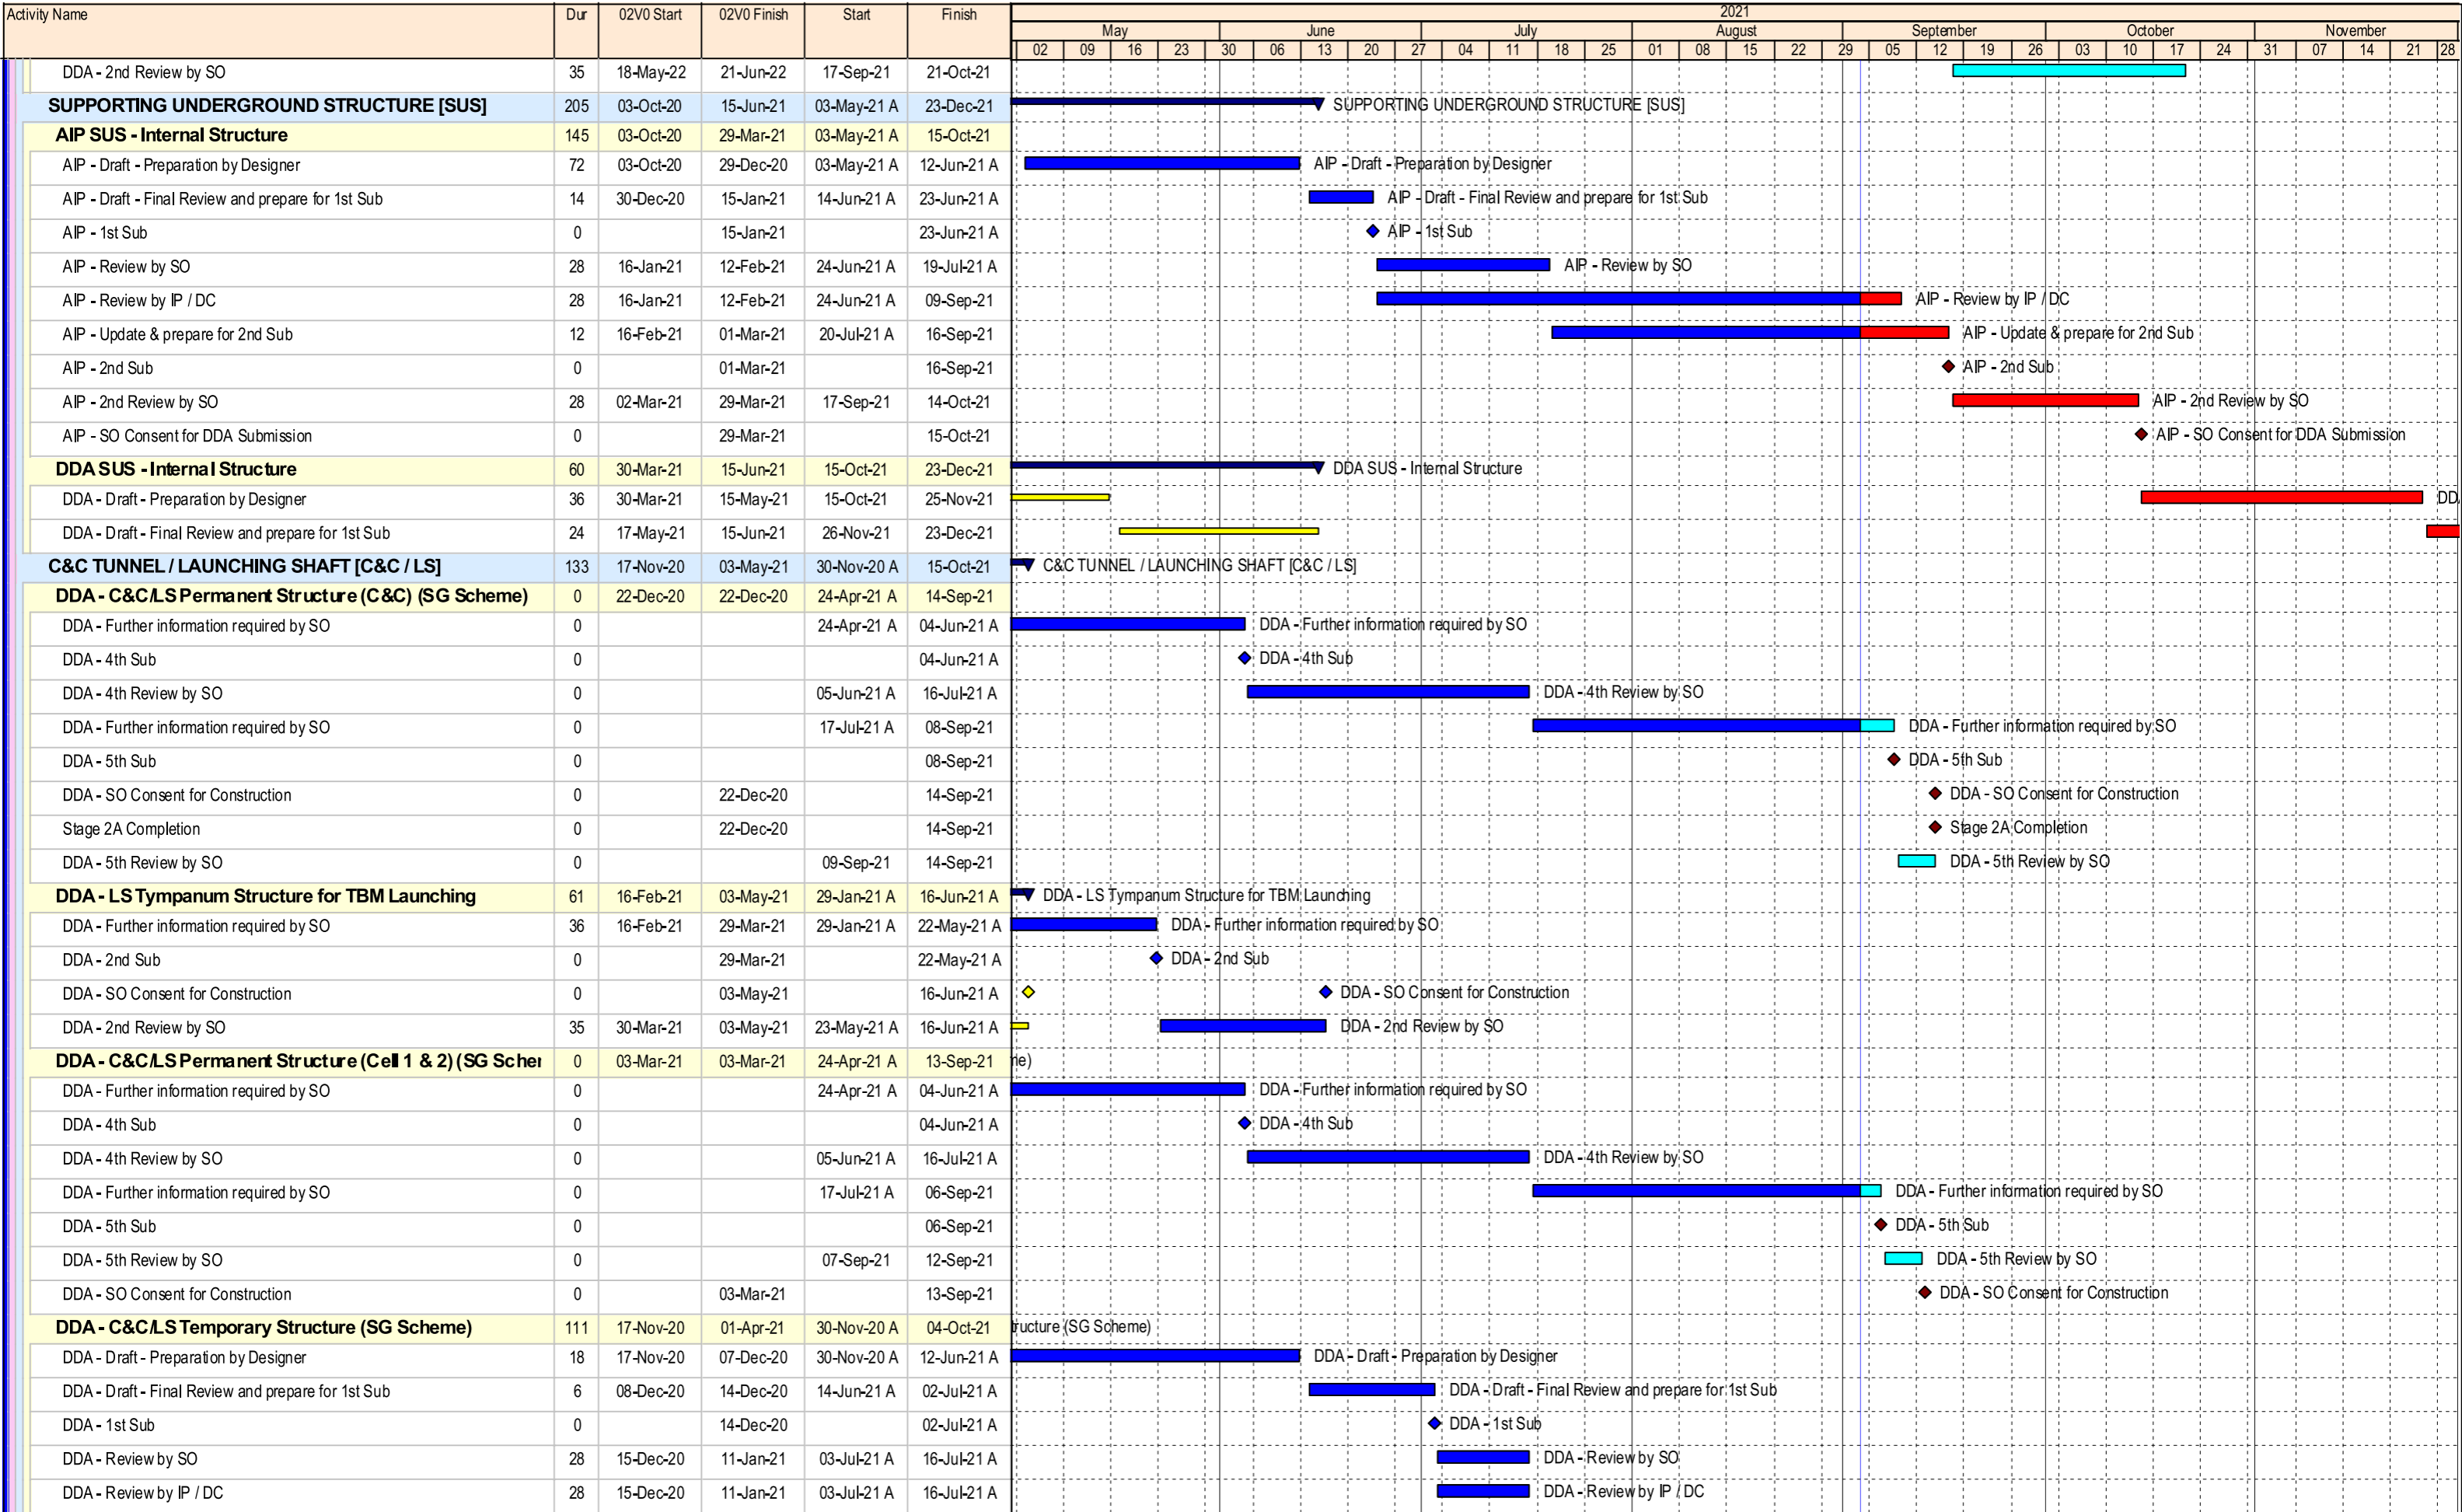 Activity Name Dur 02V0 Start 02V0 Finish Start Finish 2021
May June July August September October November
02 09 16 23 30 06 13 20 27 04 11 18 25 01 08 15 22 29 05 12 19 26 03 10 17 24 31 07 14 21 28
DDA - 2nd Review by SO 35 18-May-22 21-Jun-22 17-Sep-21 21-Oct-21
SUPPORTING UNDERGROUND STRUCTURE [SUS] 205 03-Oct-20 15-Jun-21 03-May-21 A 23-Dec-21 SUPPORTING UNDERGROUND STRUCTURE [SUS]
AIP SUS - Internal Structure 145 03-Oct-20 29-Mar-21 03-May-21 A 15-Oct-21
AIP - Draft - Preparation by Designer 72 03-Oct-20 29-Dec-20 03-May-21 A 12-Jun-21 A AIP - Draft - Preparation by Designer
AIP - Draft - Final Review and prepare for 1st Sub 14 30-Dec-20 15-Jan-21 14-Jun-21 A 23-Jun-21 A AIP - Draft - Final Review and prepare for 1st Sub
AIP - 1st Sub 0 15-Jan-21 23-Jun-21 A AIP - 1st Sub
AIP - Review by SO 28 16-Jan-21 12-Feb-21 24-Jun-21 A 19-Jul-21 A AIP - Review by SO
AIP - Review by IP / DC 28 16-Jan-21 12-Feb-21 24-Jun-21 A 09-Sep-21 AIP - Review by IP / DC
AIP - Update & prepare for 2nd Sub 12 16-Feb-21 01-Mar-21 20-Jul-21 A 16-Sep-21 AIP - Update & prepare for 2nd Sub
AIP - 2nd Sub 0 01-Mar-21 16-Sep-21 AIP - 2nd Sub
AIP - 2nd Review by SO 28 02-Mar-21 29-Mar-21 17-Sep-21 14-Oct-21 AIP - 2nd Review by SO
AIP - SO Consent for DDA Submission 0 29-Mar-21 15-Oct-21 AIP - SO Consent for DDA Submission
DDA SUS - Internal Structure 60 30-Mar-21 15-Jun-21 15-Oct-21 23-Dec-21 DDA SUS - Internal Structure
DDA - Draft - Preparation by Designer 36 30-Mar-21 15-May-21 15-Oct-21 25-Nov-21 DD
DDA - Draft - Final Review and prepare for 1st Sub 24 17-May-21 15-Jun-21 26-Nov-21 23-Dec-21
C&C TUNNEL / LAUNCHING SHAFT [C&C / LS] 133 17-Nov-20 03-May-21 30-Nov-20 A 15-Oct-21 C&C TUNNEL / LAUNCHING SHAFT [C&C / LS]
DDA - C&C/LS Permanent Structure (C&C) (SG Scheme) 0 22-Dec-20 22-Dec-20 24-Apr-21 A 14-Sep-21
DDA - Further information required by SO 0 24-Apr-21 A 04-Jun-21 A DDA - Further information required by SO
DDA - 4th Sub 0 04-Jun-21 A DDA - 4th Sub
DDA - 4th Review by SO 0 05-Jun-21 A 16-Jul-21 A DDA - 4th Review by SO
DDA - Further information required by SO 0 17-Jul-21 A 08-Sep-21 DDA - Further information required by SO
DDA - 5th Sub 0 08-Sep-21 DDA - 5th Sub
DDA - SO Consent for Construction 0 22-Dec-20 14-Sep-21 DDA - SO Consent for Construction
Stage 2A Completion 0 22-Dec-20 14-Sep-21 Stage 2A Completion
DDA - 5th Review by SO 0 09-Sep-21 14-Sep-21 DDA - 5th Review by SO
DDA - LS Tympanum Structure for TBM Launching 61 16-Feb-21 03-May-21 29-Jan-21 A 16-Jun-21 A DDA - LS Tympanum Structure for TBM Launching
DDA - Further information required by SO 36 16-Feb-21 29-Mar-21 29-Jan-21 A 22-May-21 A DDA - Further information required by SO
DDA - 2nd Sub 0 29-Mar-21 22-May-21 A DDA - 2nd Sub
DDA - SO Consent for Construction 0 03-May-21 16-Jun-21 A DDA - SO Consent for Construction
DDA - 2nd Review by SO 35 30-Mar-21 03-May-21 23-May-21 A 16-Jun-21 A DDA - 2nd Review by SO
DDA - C&C/LS Permanent Structure (Cell 1 & 2) (SG Scher 0 03-Mar-21 03-Mar-21 24-Apr-21 A 13-Sep-21 ne)
DDA - Further information required by SO 0 24-Apr-21 A 04-Jun-21 A DDA - Further information required by SO
DDA - 4th Sub 0 04-Jun-21 A DDA - 4th Sub
DDA - 4th Review by SO 0 05-Jun-21 A 16-Jul-21 A DDA - 4th Review by SO
DDA - Further information required by SO 0 17-Jul-21 A 06-Sep-21 DDA - Further information required by SO
DDA - 5th Sub 0 06-Sep-21 DDA - 5th Sub
DDA - 5th Review by SO 0 07-Sep-21 12-Sep-21 DDA - 5th Review by SO
DDA - SO Consent for Construction 0 03-Mar-21 13-Sep-21 DDA - SO Consent for Construction
DDA - C&C/LS Temporary Structure (SG Scheme) 111 17-Nov-20 01-Apr-21 30-Nov-20 A 04-Oct-21 tructure (SG Scheme)
DDA - Draft - Preparation by Designer 18 17-Nov-20 07-Dec-20 30-Nov-20 A 12-Jun-21 A DDA - Draft - Preparation by Designer
DDA - Draft - Final Review and prepare for 1st Sub 6 08-Dec-20 14-Dec-20 14-Jun-21 A 02-Jul-21 A DDA - Draft - Final Review and prepare for 1st Sub
DDA - 1st Sub 0 14-Dec-20 02-Jul-21 A DDA - 1st Sub
DDA - Review by SO 28 15-Dec-20 11-Jan-21 03-Jul-21 A 16-Jul-21 A DDA - Review by SO
DDA - Review by IP / DC 28 15-Dec-20 11-Jan-21 03-Jul-21 A 16-Jul-21 A DDA - Review by IP / DC